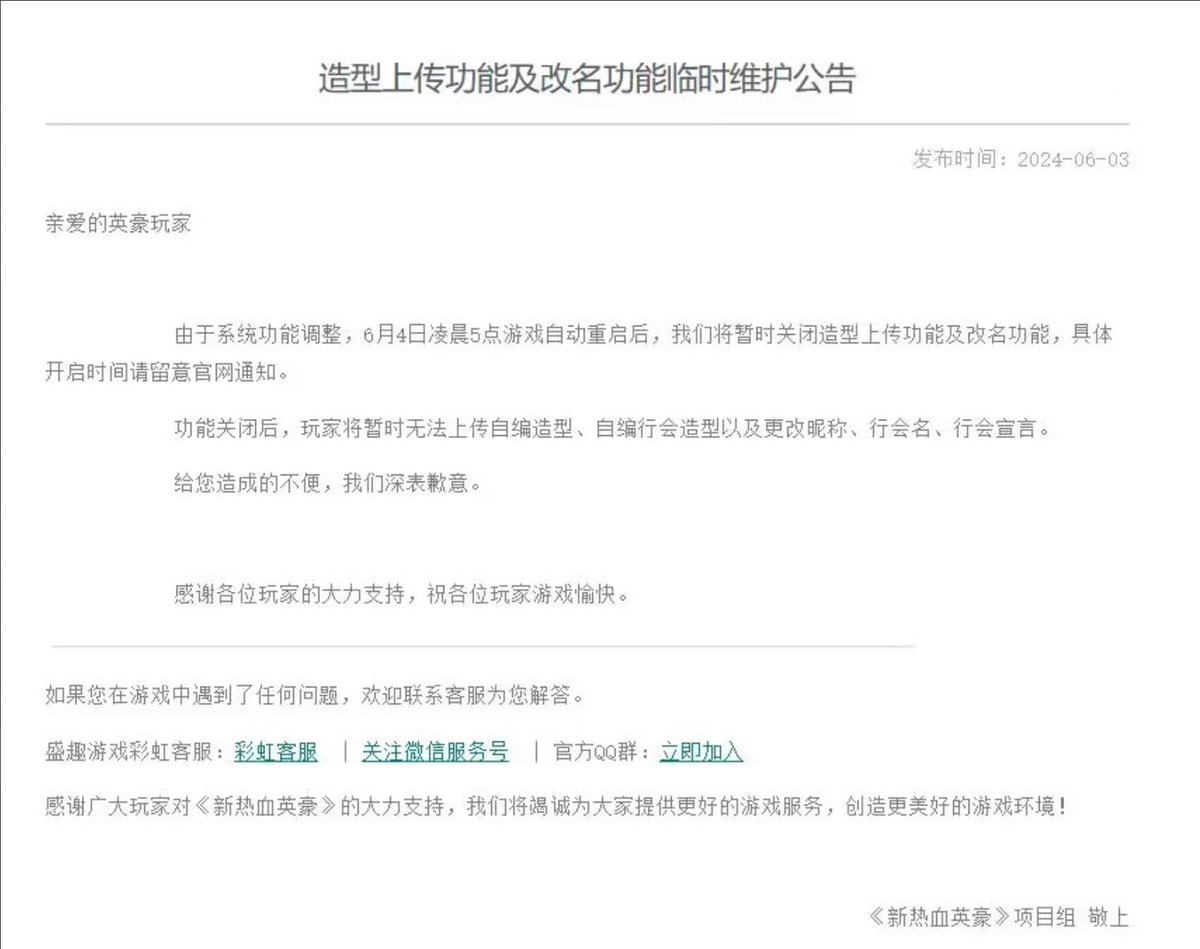 造型上传功能及改名功能临时维护公告
发布时间：2024-06-03
亲爱的英豪玩家
由于系统功能调整，6月4日凌晨5点游戏自动重启后，我们将暂时关闭造型上传功能及改名功能，具体
开启时间请留意官网通知。
功能关闭后，玩家将暂时无法上传自编造型、自编行会造型以及更改昵称、行会名、行会宣言。
给您造成的不便，我们深表歉意。
感谢各位玩家的大力支持，祝各位玩家游戏愉快。
如果您在游戏中遇到了任何问题，欢迎联系客服为您解答。
盛趣游戏彩虹客服：彩虹客服 ｜关注微信服务号 ｜官方QQ群：立即加入
感谢广大玩家对《新热血英豪》的大力支持，我们将竭诚为大家提供更好的游戏服务，创造更美好的游戏环境！
《新热血英豪》项目组 敬上